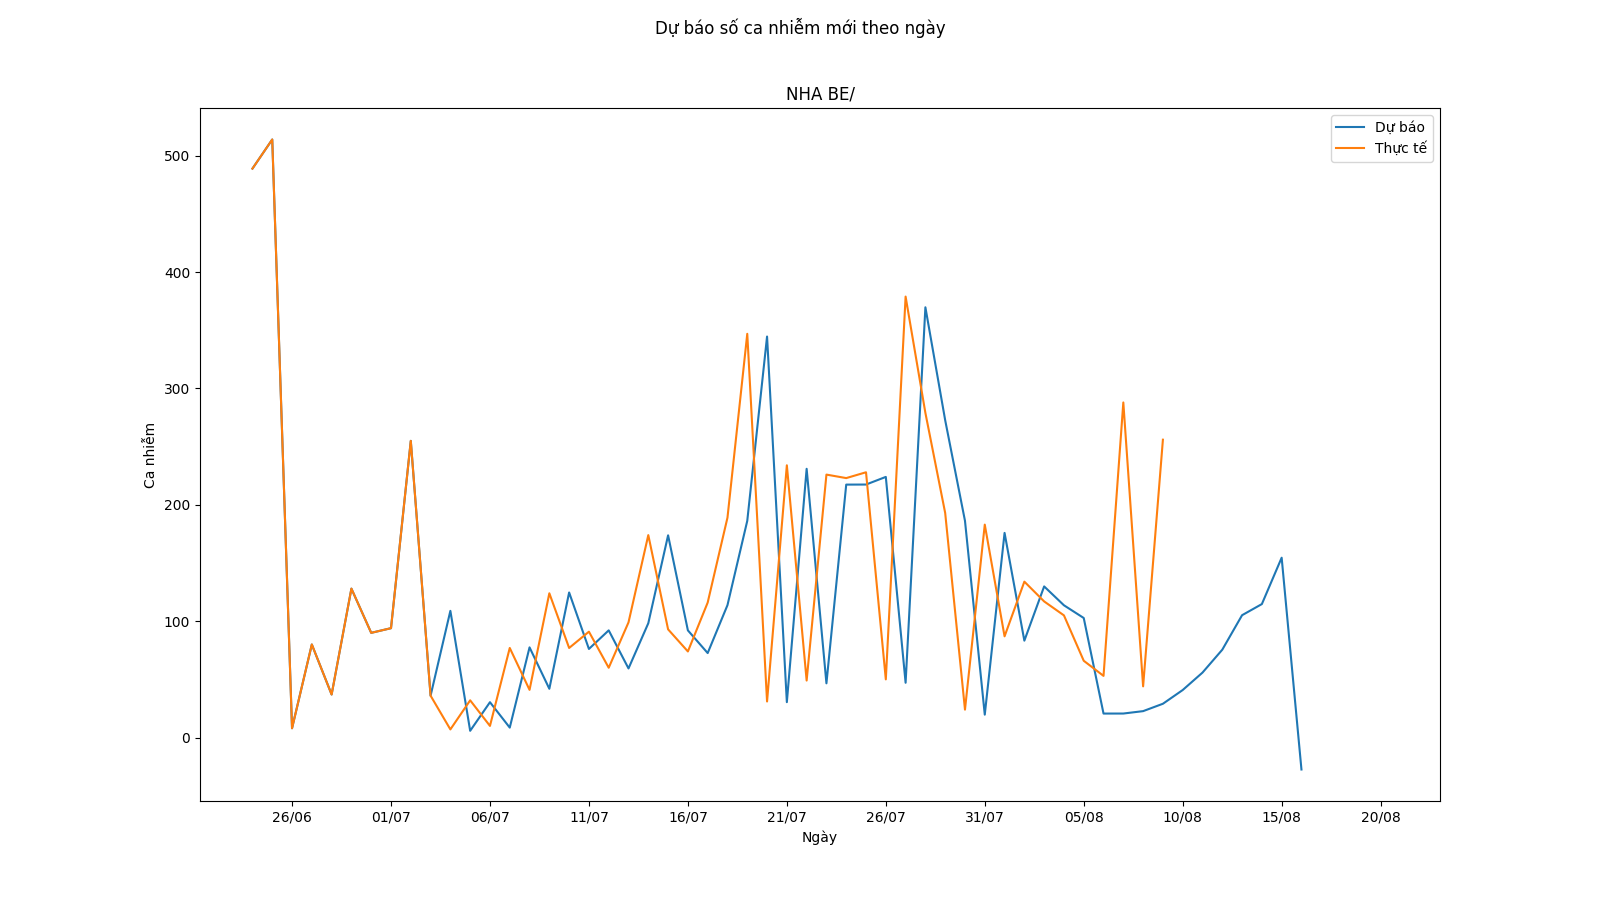 Dự báo số ca nhiễm mới theo ngày
NHA BE/
Dự báo
Thực tế
500
400
300
200
100
0
Ca nhiễm
26/06 01/07 06/07 11/07 16/07 21/07 26/07 31/07 05/08 10/08 15/08 20/08
Ngày